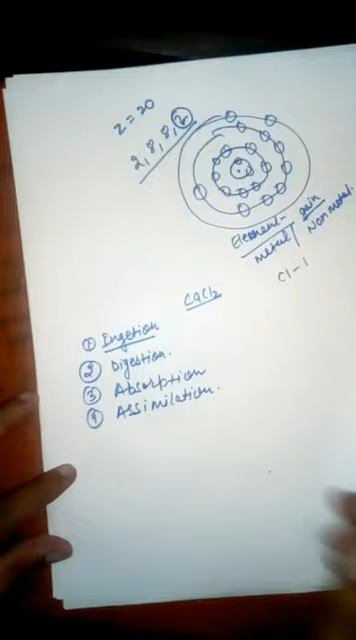 Z = 20
2, 8, 8, 2
Element-
metal | gain
Non metal.
Cl-1
CaCl2
① Ingetion
② Digestion.
③ Absorption
④ Assimilation.